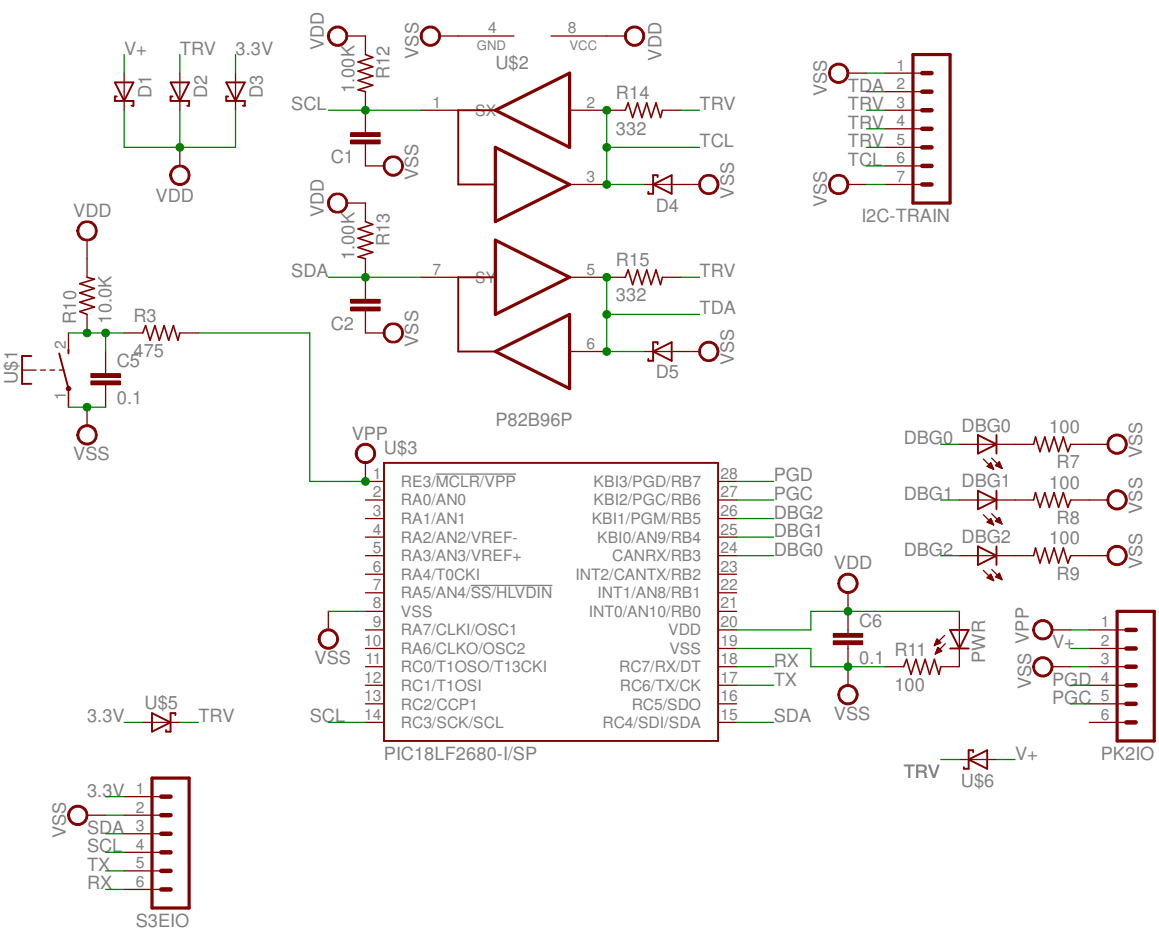 V+ TRV 3.3V
D1 D2 D3
VDD
VDD
R12
1.00K
SCL
C1
VSS
VSS 4 GND
8 VCC VDD
U$2
1 SX 2
R14
332
TRV
TCL
3
D4
VSS
VDD
R13
1.00K
SDA
C2
VSS
7 SY 5
R15
332
TRV
TDA
6
D5
VSS
P82B96P
VSS 1
TDA 2
TRV 3
TRV 4
TRV 5
TCL 6
VSS 7
I2C-TRAIN
VDD
R10
10.0K
R3
475
U$1
2
1
C5
0.1
VSS
VPP
U$3
1 RE3/MCLR/VPP
2 RA0/AN0
3 RA1/AN1
4 RA2/AN2/VREF-
5 RA3/AN3/VREF+
6 RA4/T0CKI
7 RA5/AN4/SS/HLVDIN
8 VSS
9 RA7/CLKI/OSC1
10 RA6/CLKO/OSC2
11 RC0/T1OSO/T13CKI
12 RC1/T1OSI
13 RC2/CCP1
SCL 14 RC3/SCK/SCL
VSS
KBI3/PGD/RB7 28 PGD
KBI2/PGC/RB6 27 PGC
KBI1/PGM/RB5 26 DBG2
KBI0/AN9/RB4 25 DBG1
CANRX/RB3 24 DBG0
INT2/CANTX/RB2 23
INT1/AN8/RB1 22
INT0/AN10/RB0 21
VDD 20
VSS 19
RC7/RX/DT 18 RX
RC6/TX/CK 17 TX
RC5/SDO 16
RC4/SDI/SDA 15 SDA
PIC18LF2680-I/SP
VDD
C6
0.1
VSS
R11
100
PWR
DBG0 DBG0 100 R7 VSS
DBG1 DBG1 100 R8 VSS
DBG2 DBG2 100 R9 VSS
VPP 1
V+ 2
VSS 3
PGD 4
PGC 5
6
PK2IO
U$5
3.3V TRV
TRV V+
U$6
3.3V 1
VSS 2
SDA 3
SCL 4
TX 5
RX 6
S3EIO